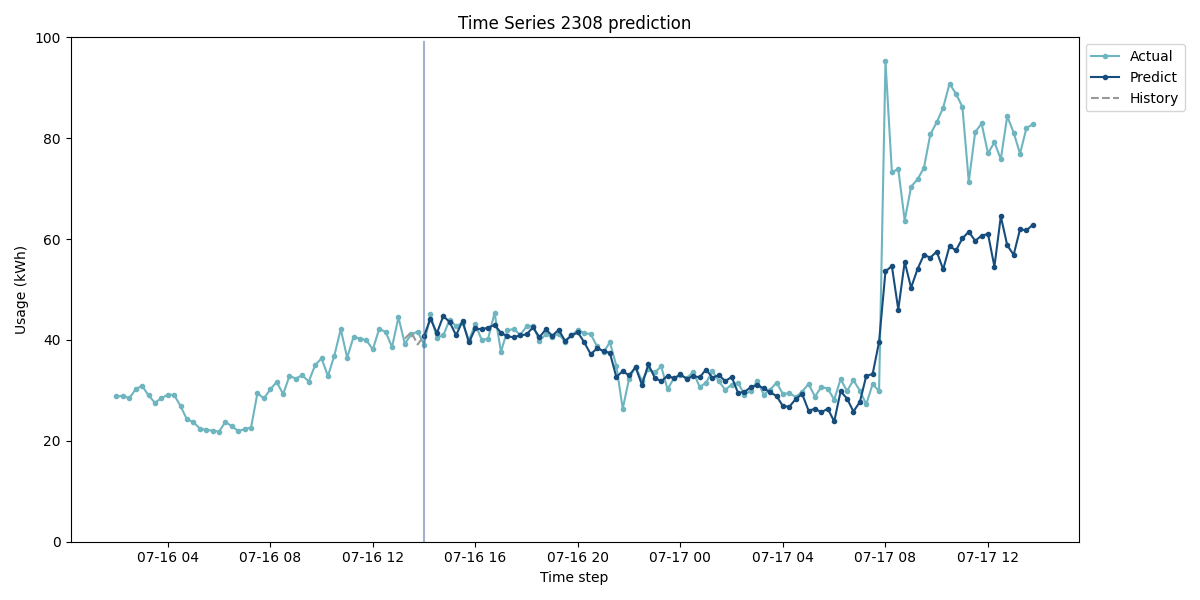 Time Series 2308 prediction
Usage (kWh)
100
80
60
40
20
0
07-16 04
07-16 08
07-16 12
07-16 16
07-16 20
07-17 00
07-17 04
07-17 08
07-17 12
Time step
Actual
Predict
History